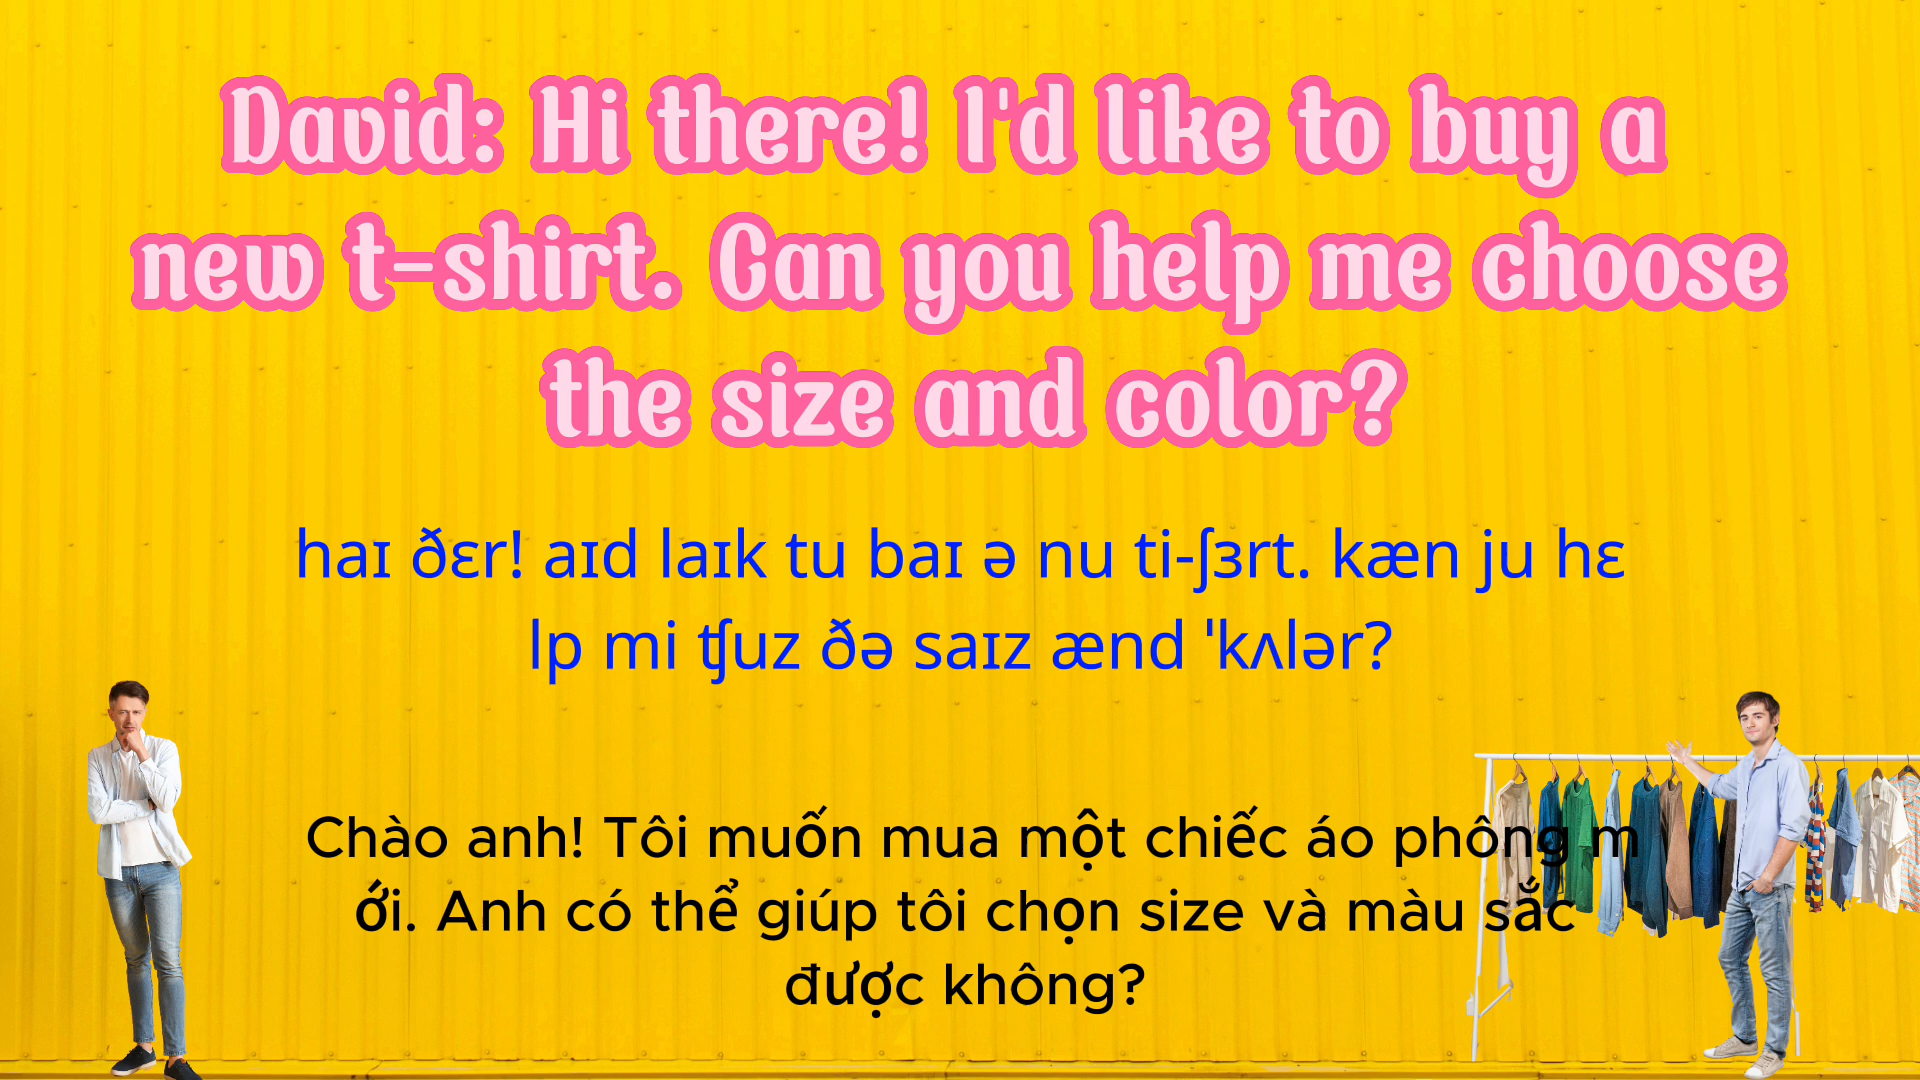 David: Hi there! I'd like to buy a
new t-shirt. Can you help me choose
the size and color?
haɪ ðɛr! aɪd laɪk tu baɪ ə nu ti-ʃɜrt. kæn ju hɛ
lp mi ʧuz ðə saɪz ænd ˈkʌlər?
Chào anh! Tôi muốn mua một chiếc áo phông m
ới. Anh có thể giúp tôi chọn size và màu sắc
được không?